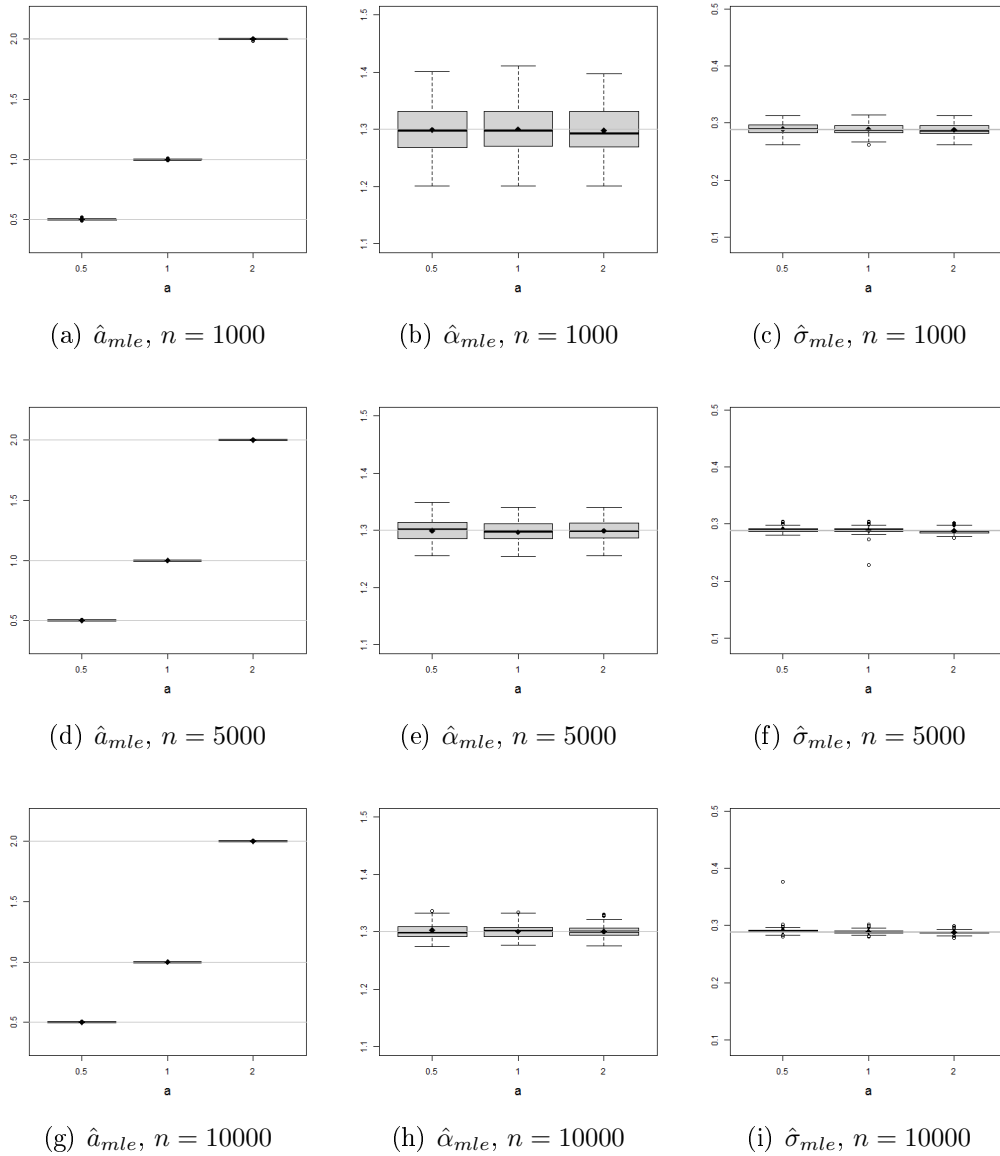 2.0
1.5
1.0
0.5
0.5 1 2
a
1.5
1.4
1.3
1.2
1.1
0.5 1 2
a
0.5
0.4
0.3
0.2
0.1
0.5 1 2
a
(a) â_mle, n = 1000
(b) α̂_mle, n = 1000
(c) σ̂_mle, n = 1000
2.0
1.5
1.0
0.5
0.5 1 2
a
1.5
1.4
1.3
1.2
1.1
0.5 1 2
a
0.5
0.4
0.3
0.2
0.1
0.5 1 2
a
(d) â_mle, n = 5000
(e) α̂_mle, n = 5000
(f) σ̂_mle, n = 5000
2.0
1.5
1.0
0.5
0.5 1 2
a
1.5
1.4
1.3
1.2
1.1
0.5 1 2
a
0.5
0.4
0.3
0.2
0.1
0.5 1 2
a
(g) â_mle, n = 10000
(h) α̂_mle, n = 10000
(i) σ̂_mle, n = 10000